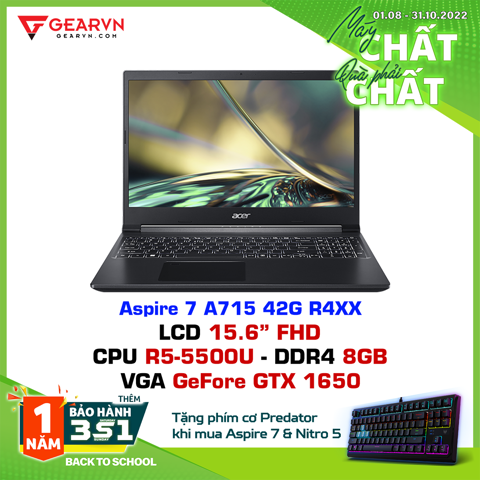 GEARVN
GEARVN.COM
01.08 - 31.10.2022
Máy
CHẤT
Quà phải
CHẤT
acer
Aspire 7 A715 42G R4XX
LCD 15.6” FHD
CPU R5-5500U - DDR4 8GB
VGA GeFore GTX 1650
1
NĂM
THÊM
BẢO HÀNH
3S1
SUNDAY
BACK TO SCHOOL
Tặng phím cơ Predator
khi mua Aspire 7 & Nitro 5